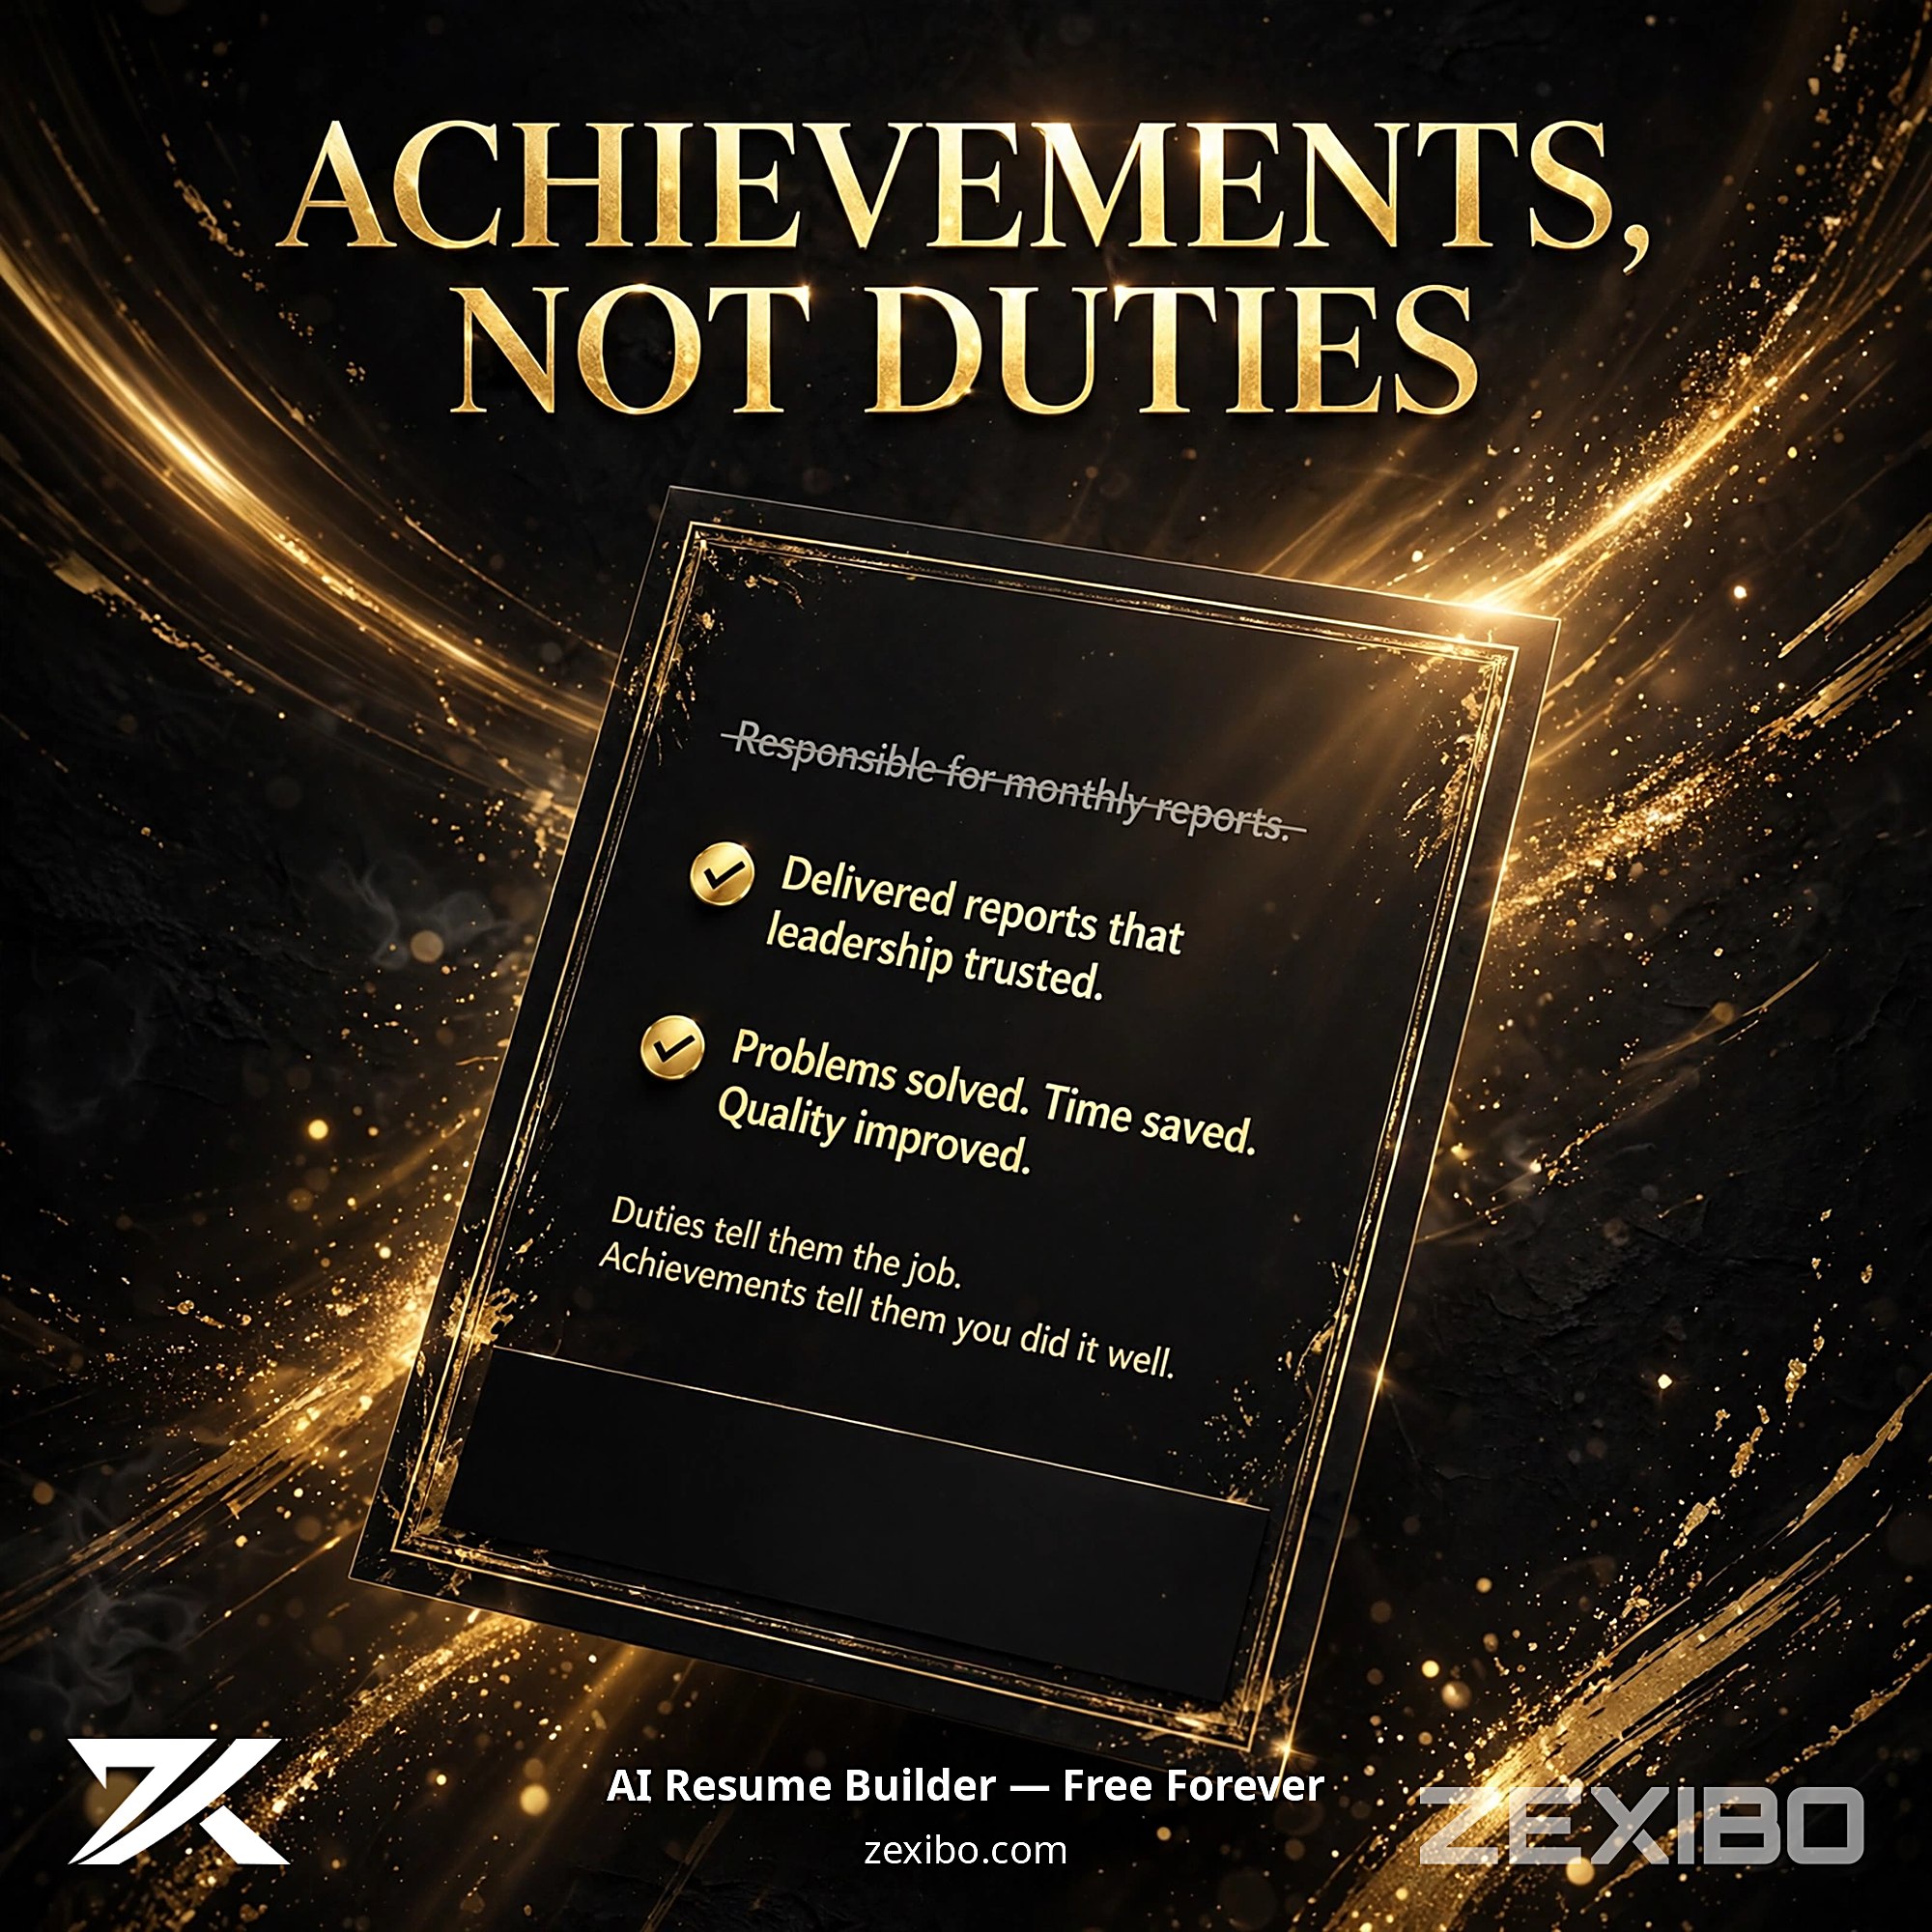 ACHIEVEMENTS,
NOT DUTIES
Responsible for monthly reports.
Delivered reports that
leadership trusted.
Problems solved. Time saved.
Quality improved.
Duties tell them the job.
Achievements tell them you did it well.
AI Resume Builder — Free Forever
zexibo.com
ZEXIBO